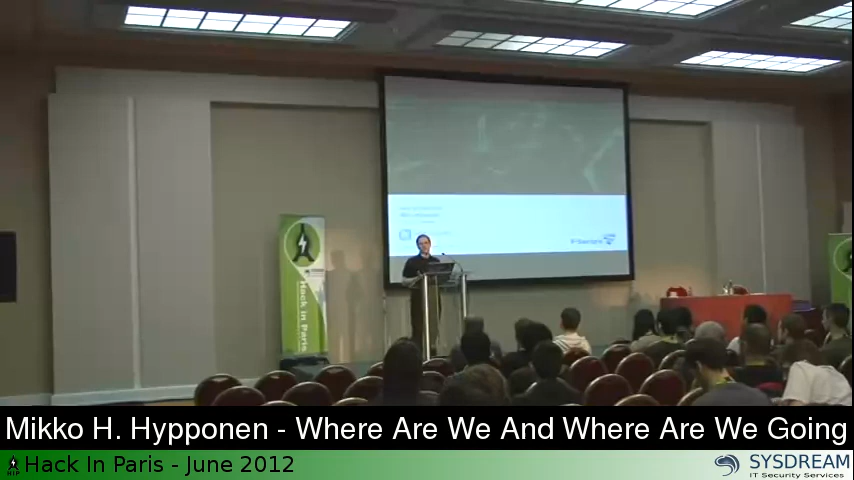 F-Secure
Hack in Paris
Mikko H. Hypponen - Where Are We And Where Are We Going
Hack In Paris - June 2012
SYSDREAM
IT Security Services